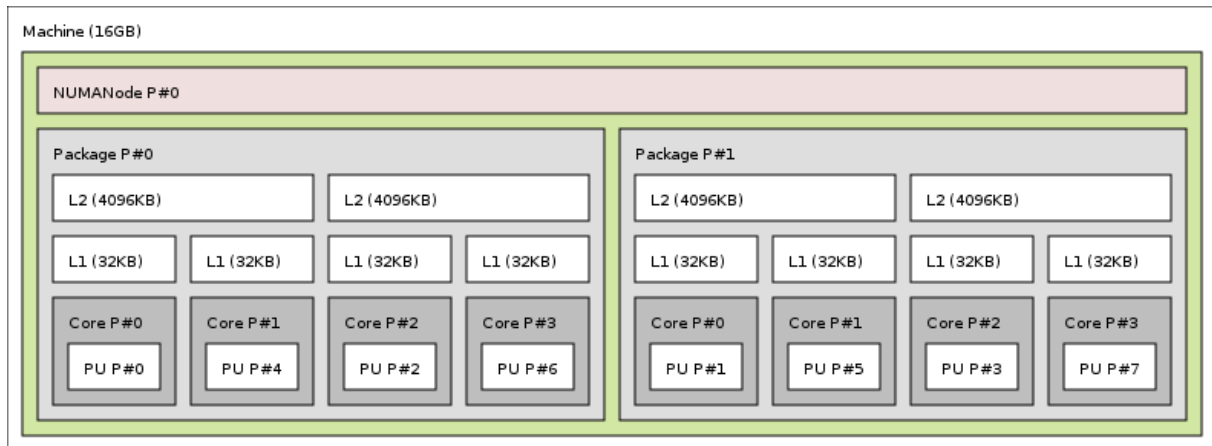 Machine (16GB)
NUMANode P#0
Package P#0
L2 (4096KB)
L2 (4096KB)
L1 (32KB)
L1 (32KB)
L1 (32KB)
L1 (32KB)
Core P#0
PU P#0
Core P#1
PU P#4
Core P#2
PU P#2
Core P#3
PU P#6
Package P#1
L2 (4096KB)
L2 (4096KB)
L1 (32KB)
L1 (32KB)
L1 (32KB)
L1 (32KB)
Core P#0
PU P#1
Core P#1
PU P#5
Core P#2
PU P#3
Core P#3
PU P#7